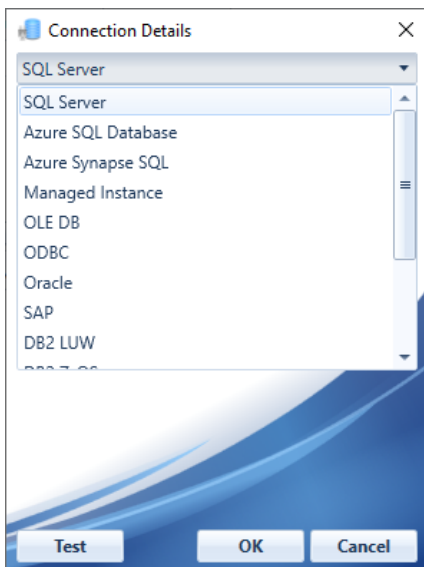 Connection Details
SQL Server
SQL Server
Azure SQL Database
Azure Synapse SQL
Managed Instance
OLE DB
ODBC
Oracle
SAP
DB2 LUW
Test OK Cancel